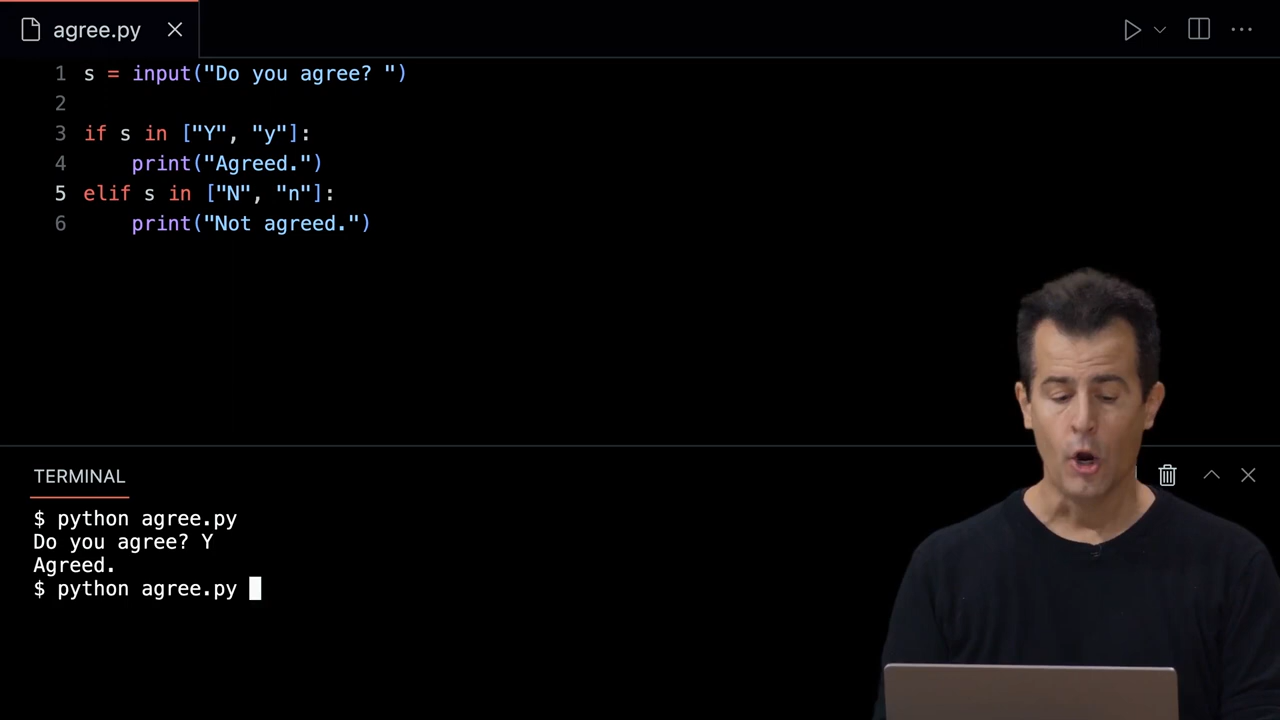 agree.py
1 s = input("Do you agree? ")
2
3 if s in ["Y", "y"]:
4     print("Agreed.")
5 elif s in ["N", "n"]:
6     print("Not agreed.")
TERMINAL
$ python agree.py
Do you agree? Y
Agreed.
$ python agree.py